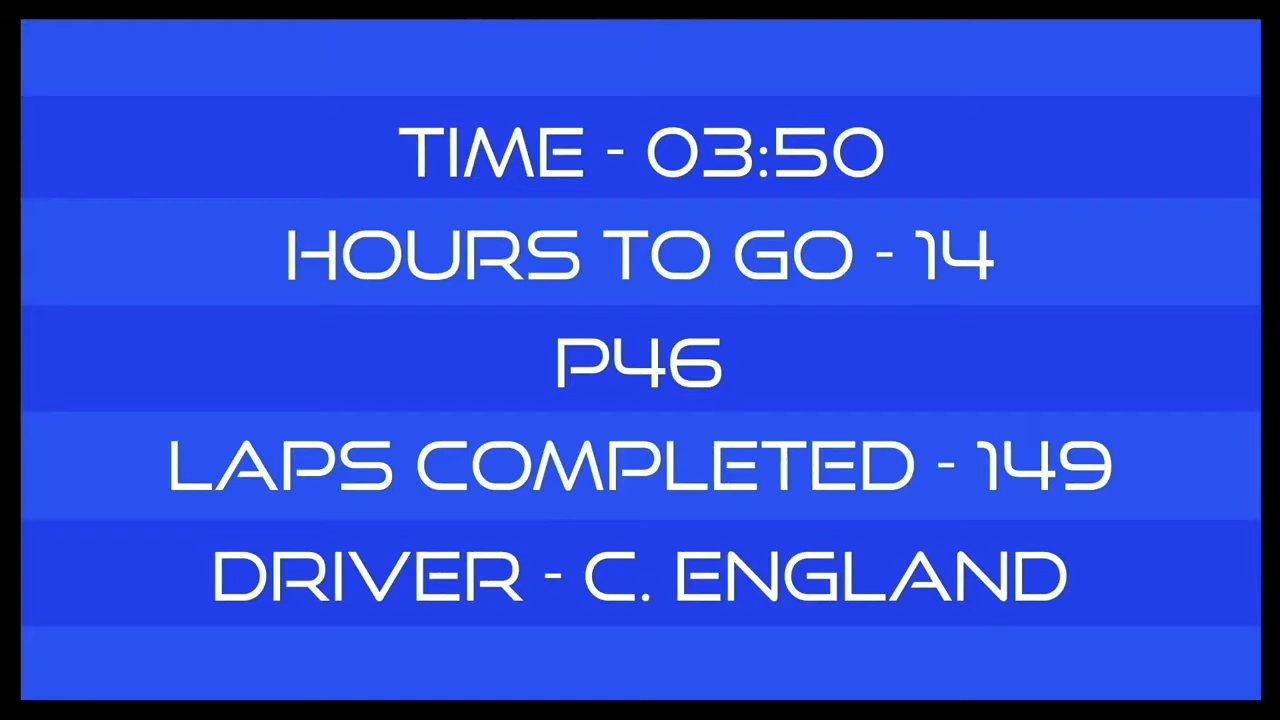 TIME - 03:50
HOURS TO GO - 14
P46
LAPS COMPLETED - 149
DRIVER - C. ENGLAND